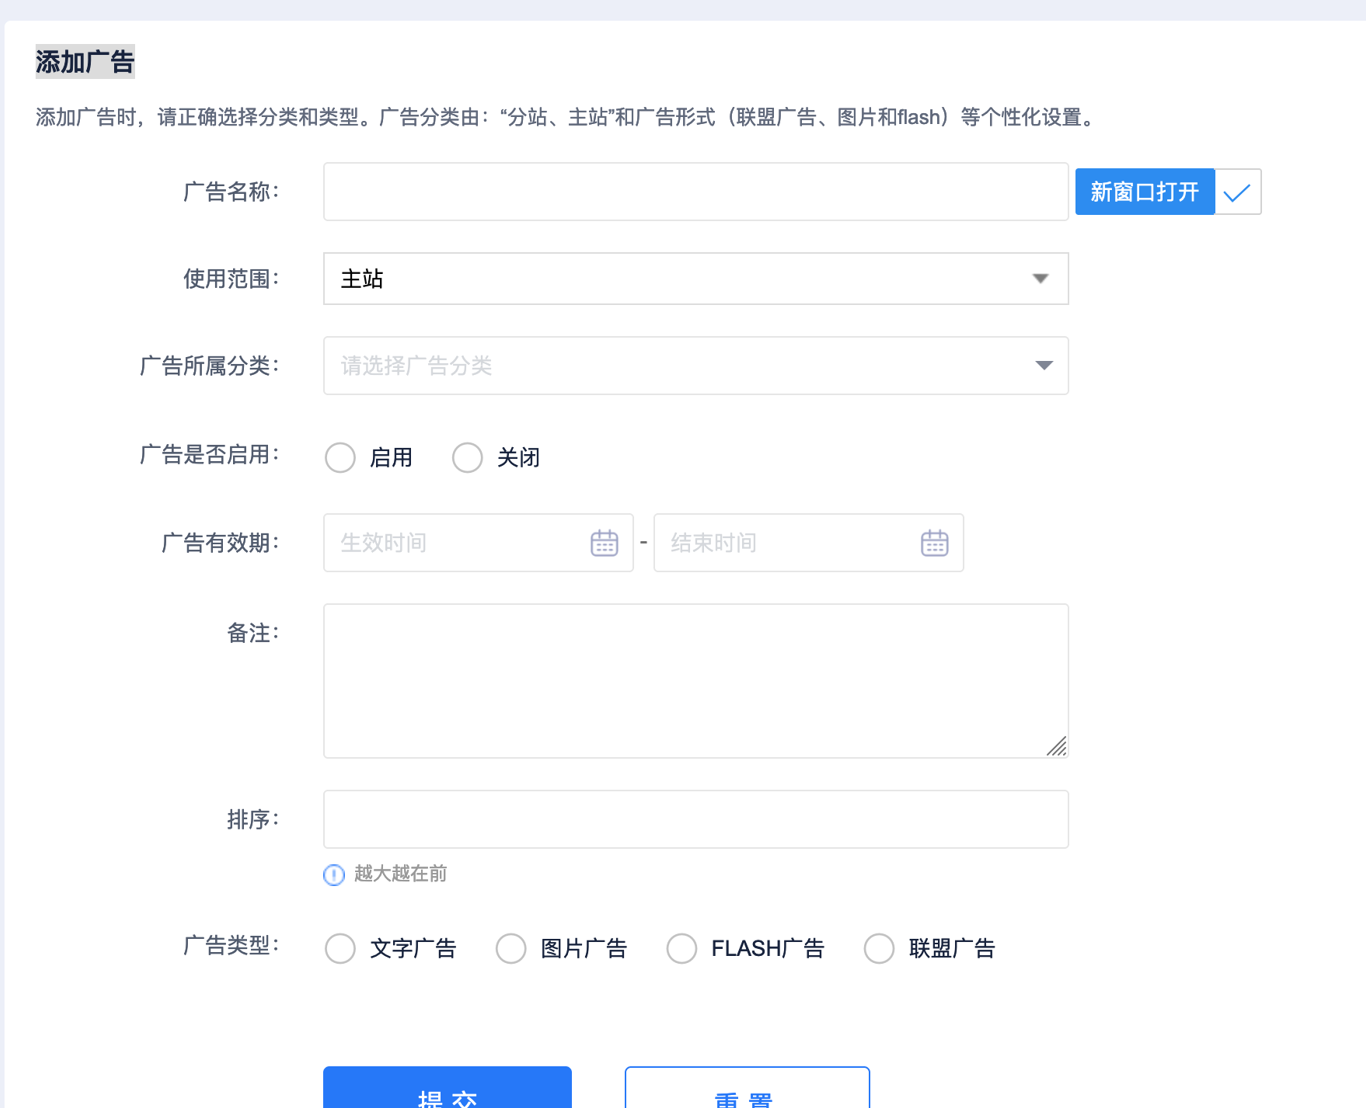 添加广告
添加广告时，请正确选择分类和类型。广告分类由：“分站、主站”和广告形式（联盟广告、图片和flash）等个性化设置。
广告名称： 新窗口打开
使用范围： 主站
广告所属分类： 请选择广告分类
广告是否启用： 启用 关闭
广告有效期： 生效时间 - 结束时间
备注：
排序：
越大越在前
广告类型： 文字广告 图片广告 FLASH广告 联盟广告
提 交 重 置